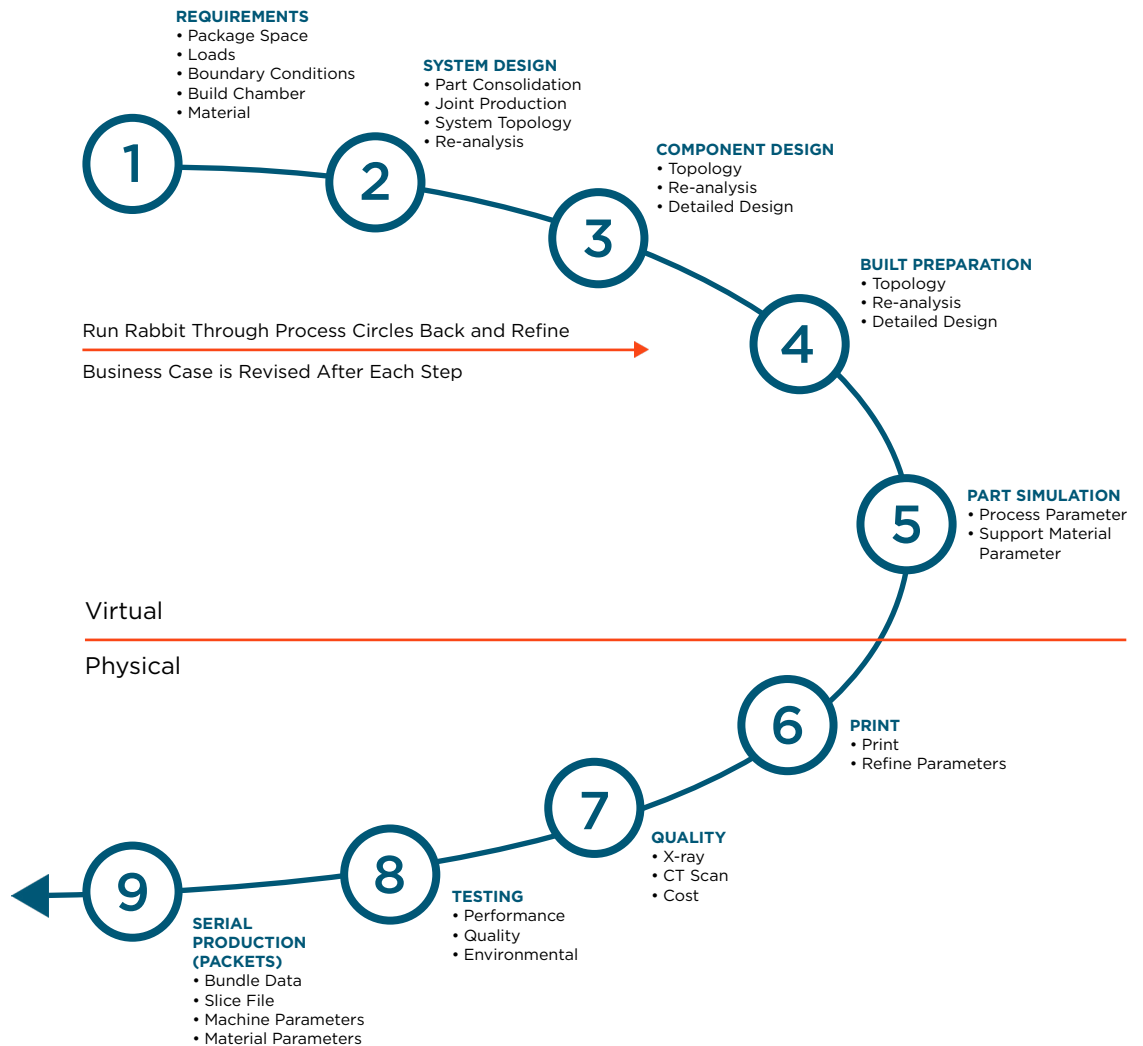 REQUIREMENTS
• Package Space
• Loads
• Boundary Conditions
• Build Chamber
• Material
1
SYSTEM DESIGN
• Part Consolidation
• Joint Production
• System Topology
• Re-analysis
2
COMPONENT DESIGN
• Topology
• Re-analysis
• Detailed Design
3
BUILT PREPARATION
• Topology
• Re-analysis
• Detailed Design
4
Run Rabbit Through Process Circles Back and Refine
Business Case is Revised After Each Step
PART SIMULATION
• Process Parameter
• Support Material
Parameter
5
Virtual
Physical
6
PRINT
• Print
• Refine Parameters
7
QUALITY
• X-ray
• CT Scan
• Cost
8
TESTING
• Performance
• Quality
• Environmental
9
SERIAL
PRODUCTION
(PACKETS)
• Bundle Data
• Slice File
• Machine Parameters
• Material Parameters